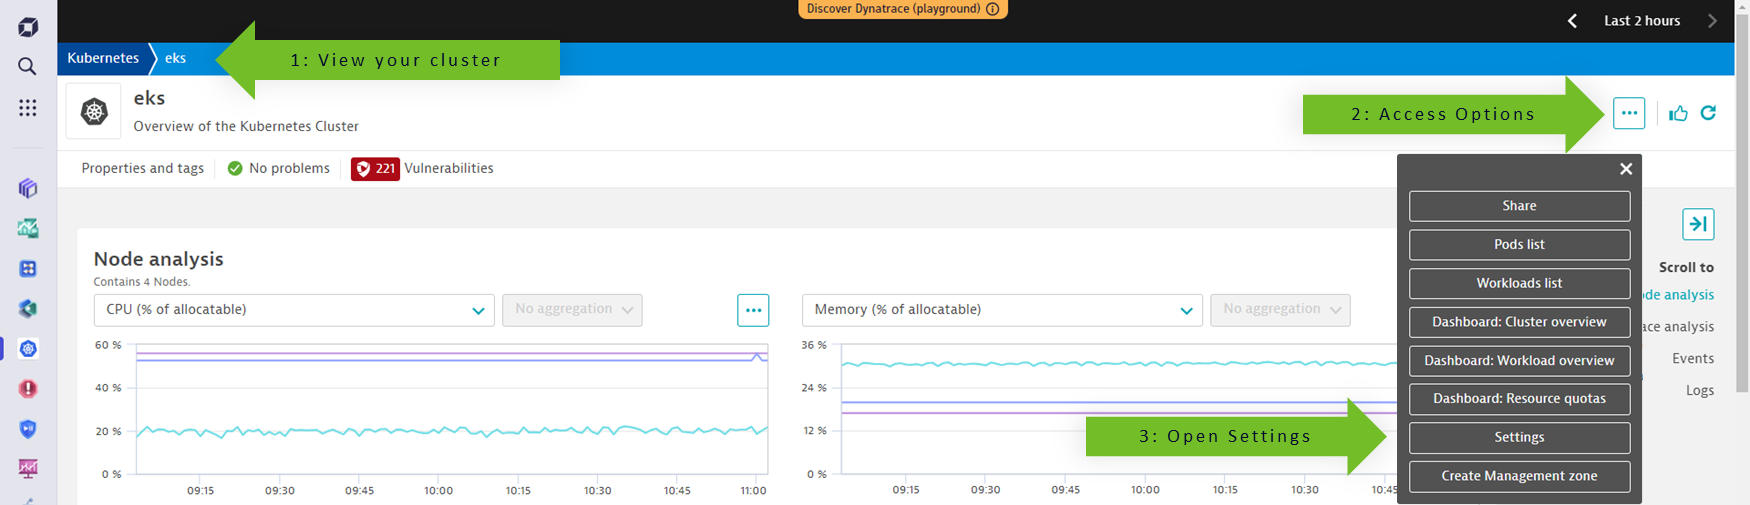 Discover Dynatrace (playground)
Last 2 hours
Kubernetes
eks
1: View your cluster
eks
Overview of the Kubernetes Cluster
2: Access Options
Properties and tags
No problems
221
Vulnerabilities
Share
Pods list
Workloads list
Dashboard: Cluster overview
Dashboard: Workload overview
Dashboard: Resource quotas
Settings
Create Management zone
3: Open Settings
Scroll to
ode analysis
ace analysis
Events
Logs
Node analysis
Contains 4 Nodes.
CPU (% of allocatable)
No aggregation
60 %
40 %
20 %
0 %
09:15 09:30 09:45 10:00 10:15 10:30 10:45 11:00
Memory (% of allocatable)
No aggregation
36 %
24 %
12 %
0 %
09:15 09:30 09:45 10:00 10:15 10:30 10:45